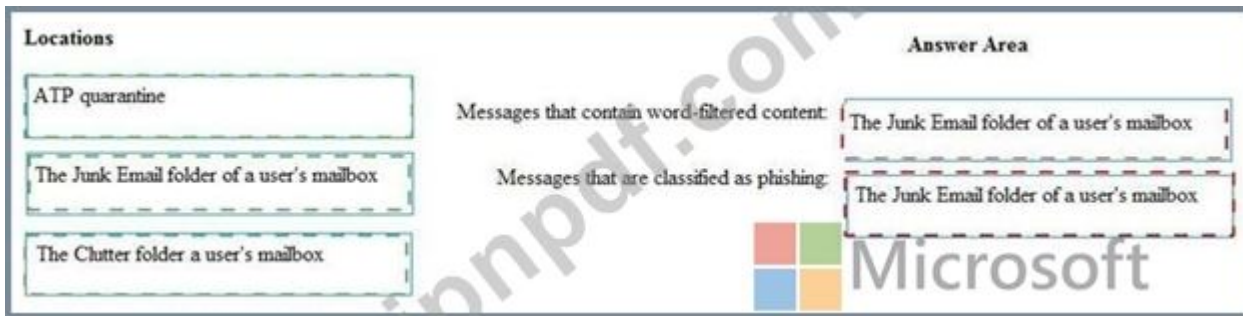 Locations
Answer Area
ATP quarantine
Messages that contain word-filtered content:
The Junk Email folder of a user's mailbox
The Junk Email folder of a user's mailbox
Messages that are classified as phishing:
The Junk Email folder of a user's mailbox
The Clutter folder a user's mailbox
Microsoft